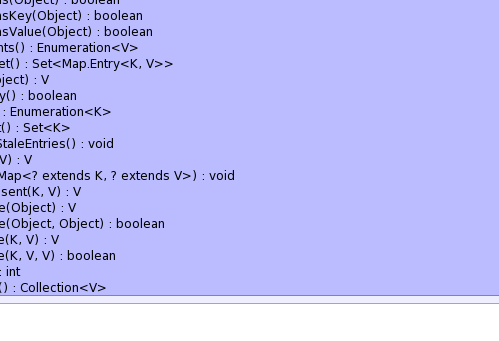 ns(Object) : boolean
nsKey(Object) : boolean
nsValue(Object) : boolean
nts() : Enumeration<V>
et() : Set<Map.Entry<K, V>>
ject) : V
y() : boolean
: Enumeration<K>
t() : Set<K>
StaleEntries() : void
V) : V
Map<? extends K, ? extends V>) : void
sent(K, V) : V
e(Object) : V
e(Object, Object) : boolean
e(K, V) : V
e(K, V, V) : boolean
: int
() : Collection<V>